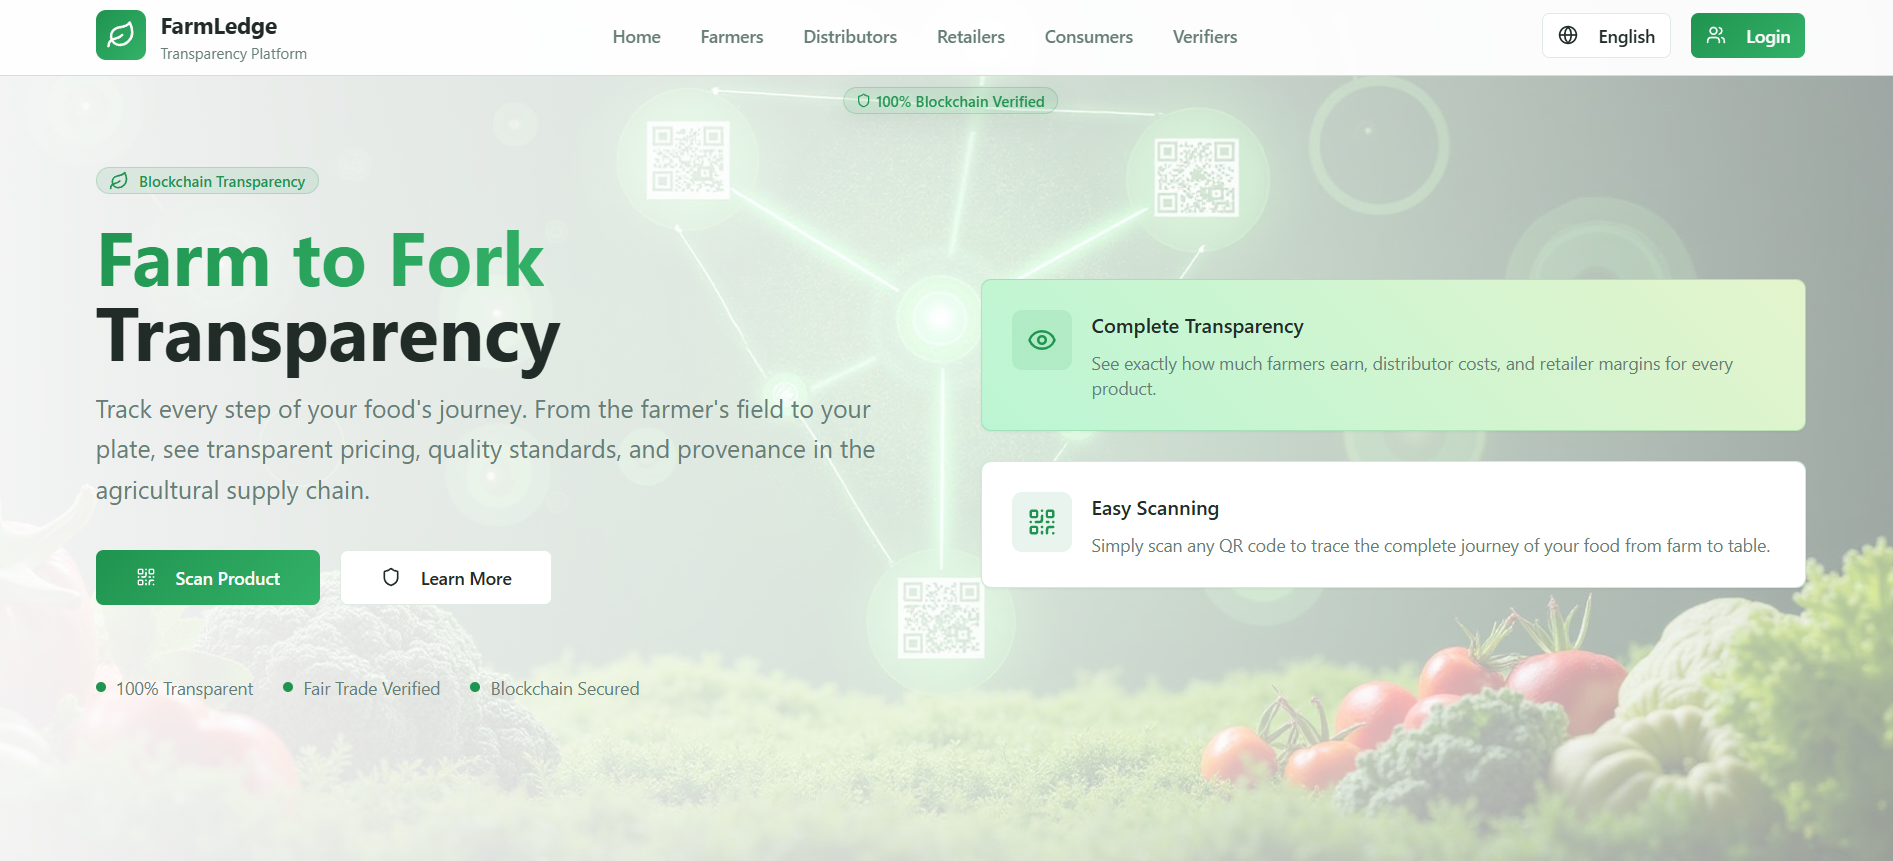 FarmLedge
Transparency Platform
Home
Farmers
Distributors
Retailers
Consumers
Verifiers
English
Login
100% Blockchain Verified
Blockchain Transparency
Farm to Fork
Transparency
Track every step of your food's journey. From the farmer's field to your
plate, see transparent pricing, quality standards, and provenance in the
agricultural supply chain.
Scan Product
Learn More
100% Transparent
Fair Trade Verified
Blockchain Secured
Complete Transparency
See exactly how much farmers earn, distributor costs, and retailer margins for every
product.
Easy Scanning
Simply scan any QR code to trace the complete journey of your food from farm to table.